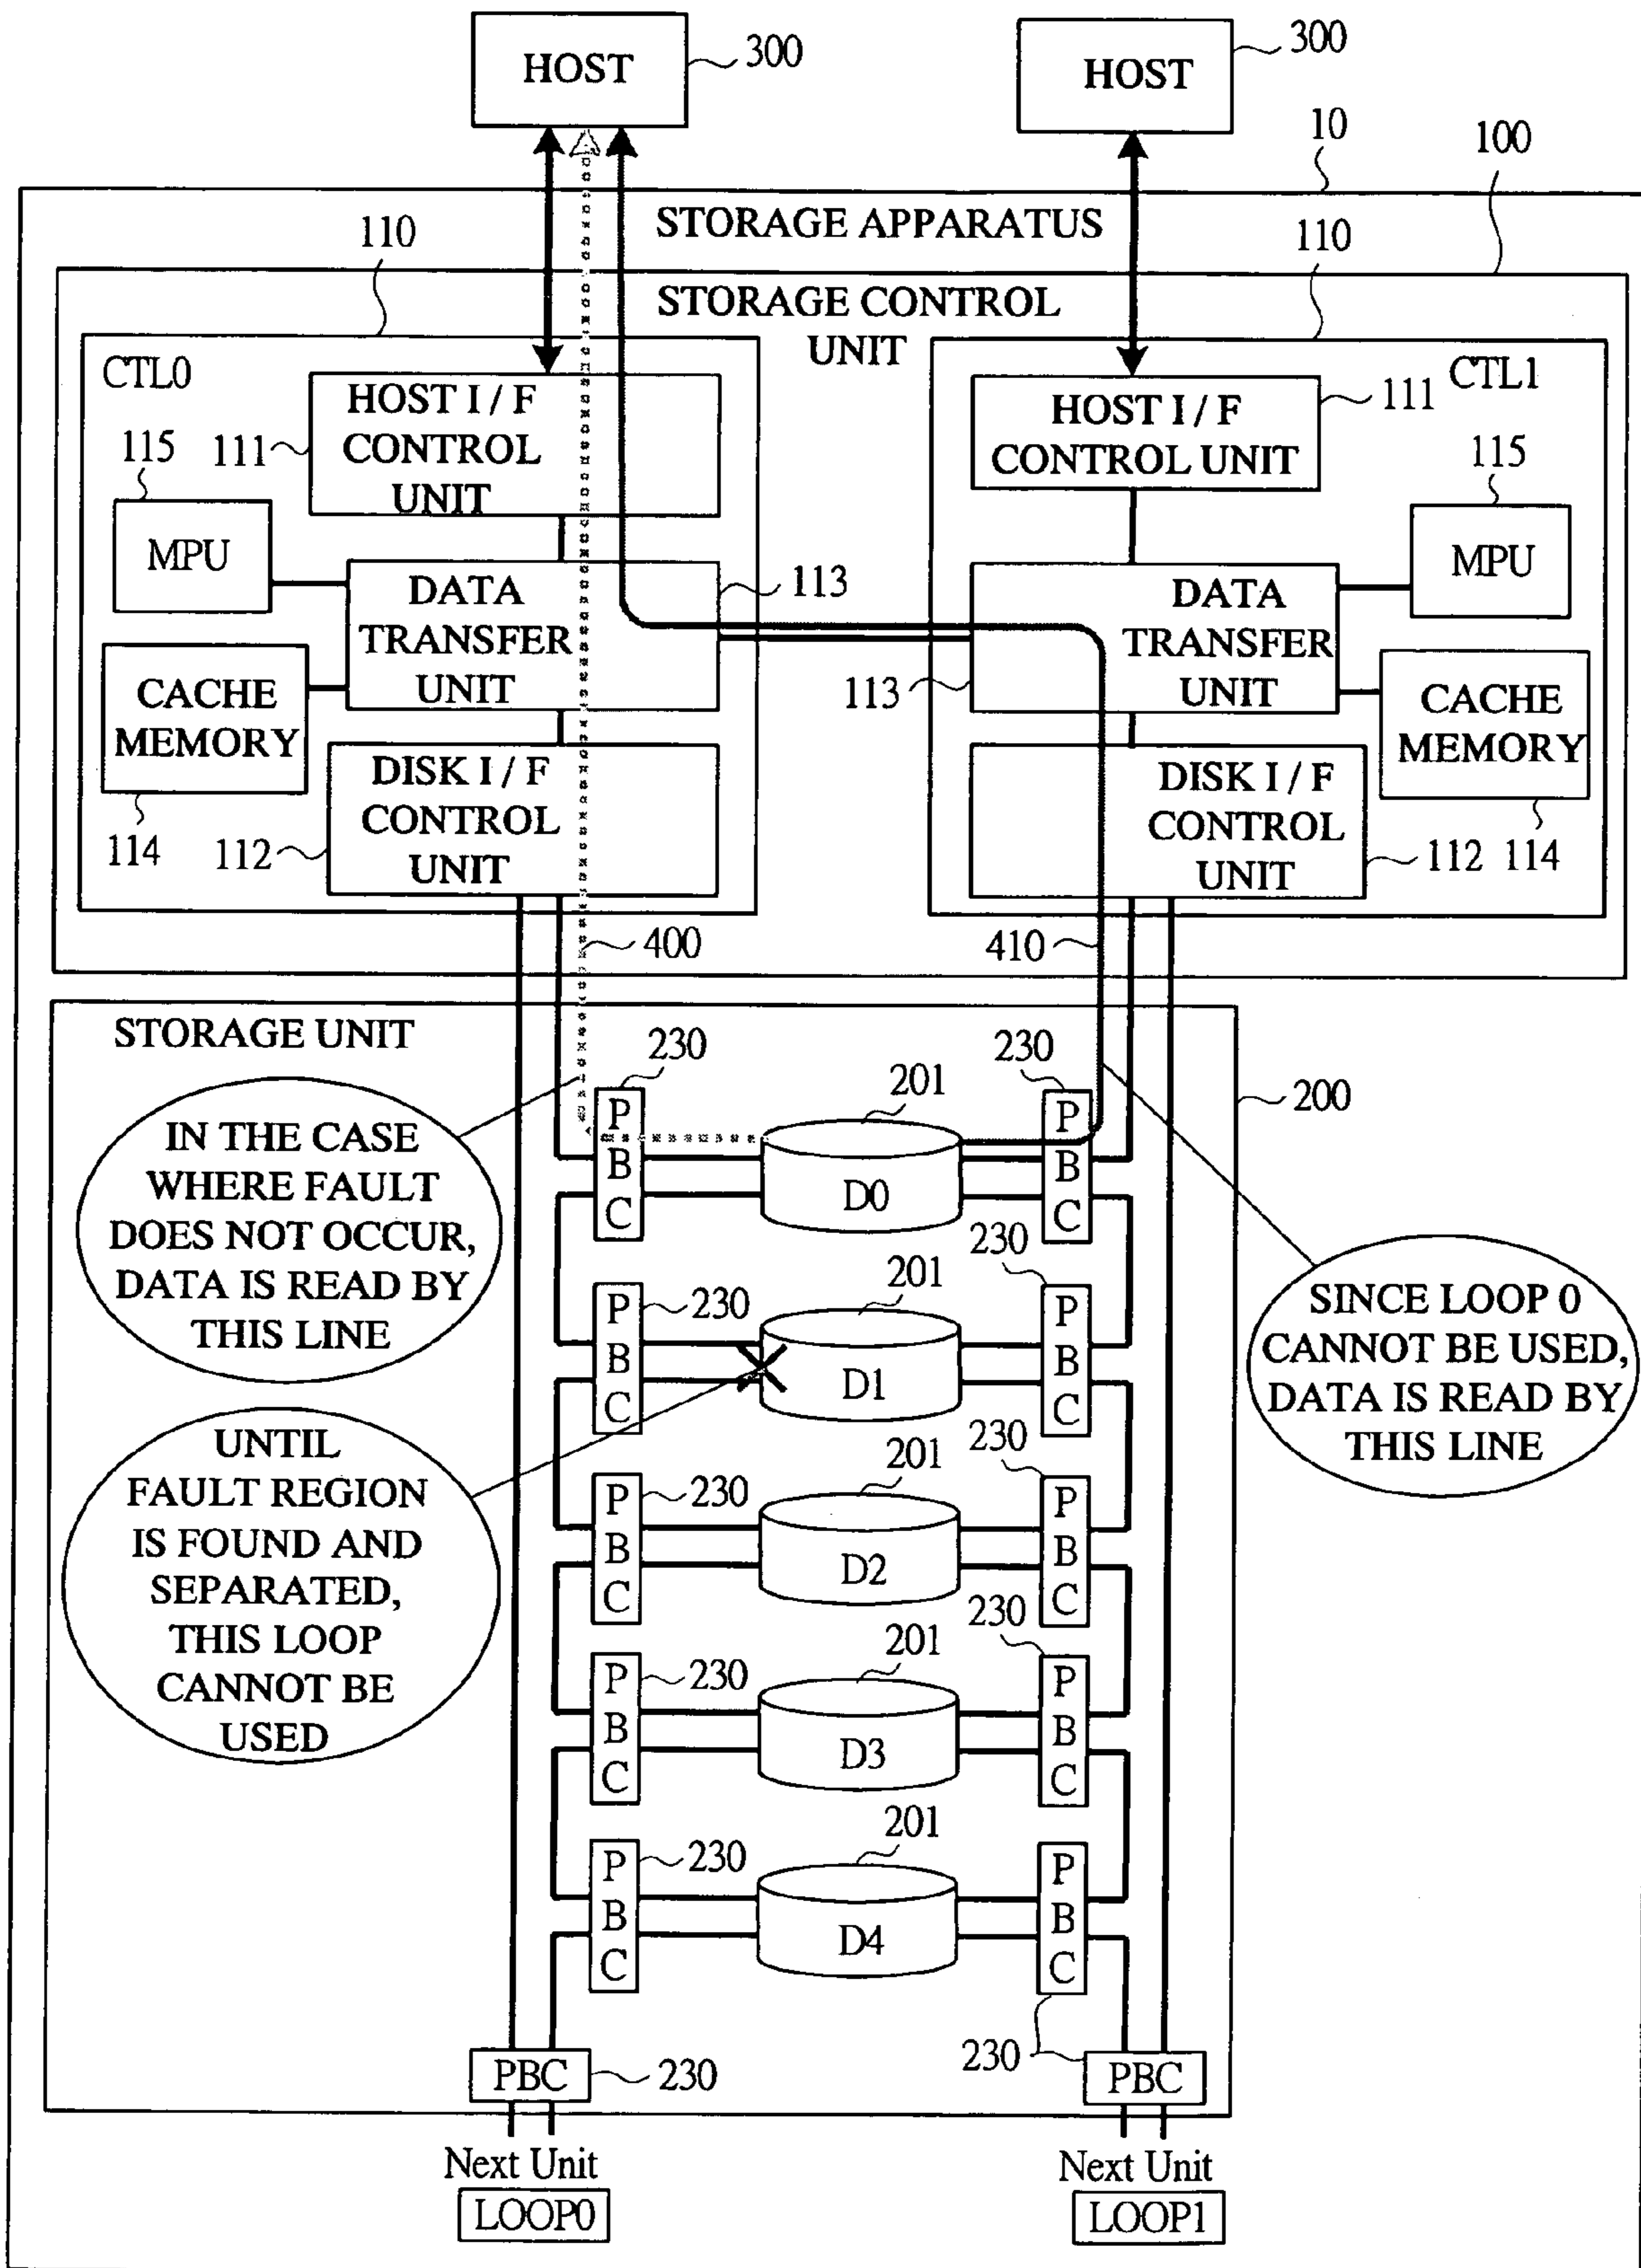 HOST
300
HOST
300
10
100
STORAGE APPARATUS
110
110
STORAGE CONTROL
UNIT
CTL0
HOST I / F
CONTROL
UNIT
111
115
MPU
DATA
TRANSFER
UNIT
113
CACHE
MEMORY
114
DISK I / F
CONTROL
UNIT
112
CTL1
HOST I / F
CONTROL UNIT
111
115
MPU
DATA
TRANSFER
UNIT
113
CACHE
MEMORY
114
DISK I / F
CONTROL
UNIT
112
400
410
STORAGE UNIT
200
230
PBC
201
D0
230
PBC
IN THE CASE
WHERE FAULT
DOES NOT OCCUR,
DATA IS READ BY
THIS LINE
230
PBC
201
D1
230
PBC
SINCE LOOP 0
CANNOT BE USED,
DATA IS READ BY
THIS LINE
UNTIL
FAULT REGION
IS FOUND AND
SEPARATED,
THIS LOOP
CANNOT BE
USED
230
PBC
201
D2
230
PBC
230
PBC
201
D3
230
PBC
230
PBC
201
D4
PBC
PBC
230
230
PBC
Next Unit
LOOP0
Next Unit
LOOP1